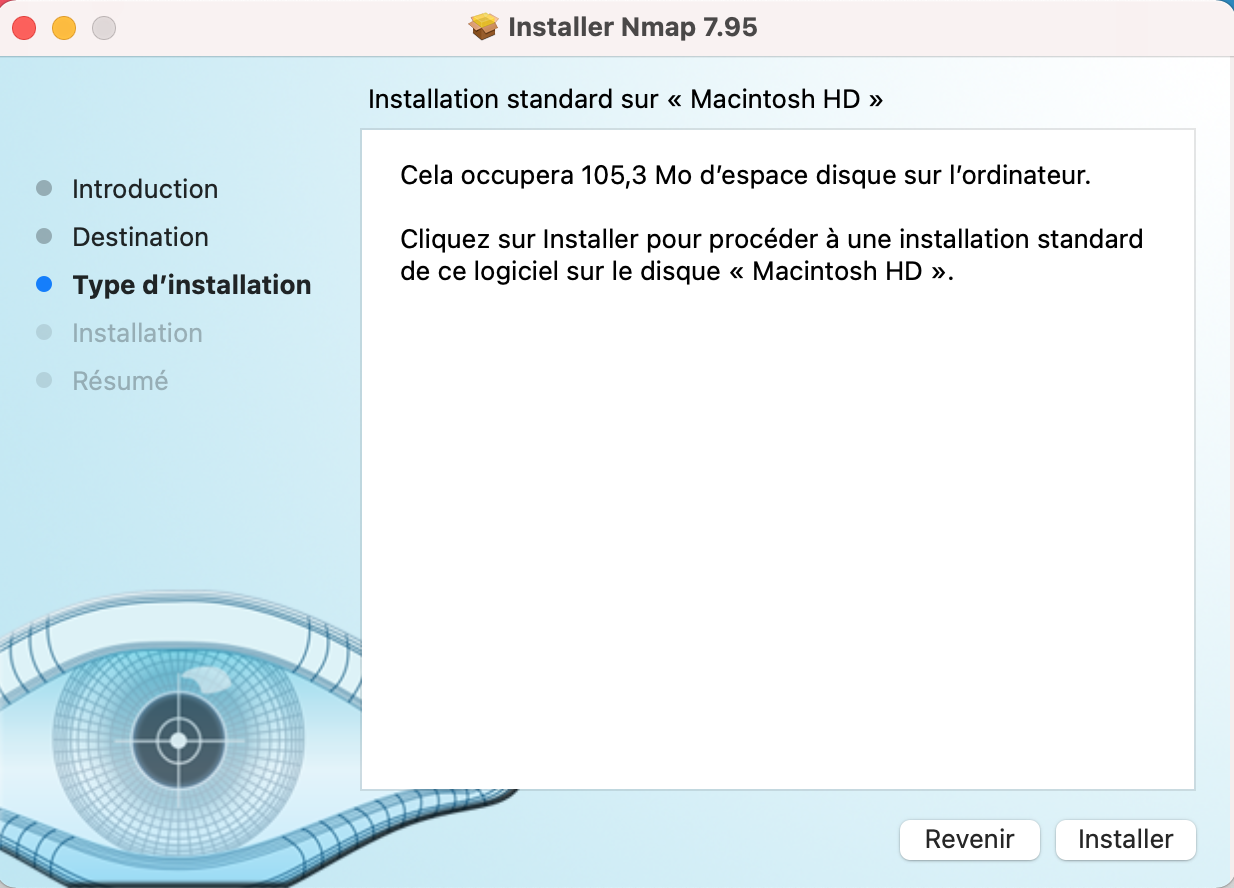 Installer Nmap 7.95
Installation standard sur « Macintosh HD »
Introduction
Destination
Type d’installation
Installation
Résumé
Cela occupera 105,3 Mo d’espace disque sur l’ordinateur.
Cliquez sur Installer pour procéder à une installation standard
de ce logiciel sur le disque « Macintosh HD ».
Revenir
Installer